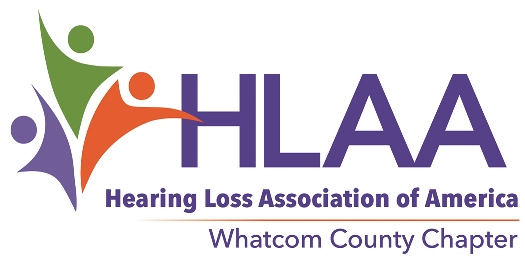 HLAA
Hearing Loss Association of America
Whatcom County Chapter